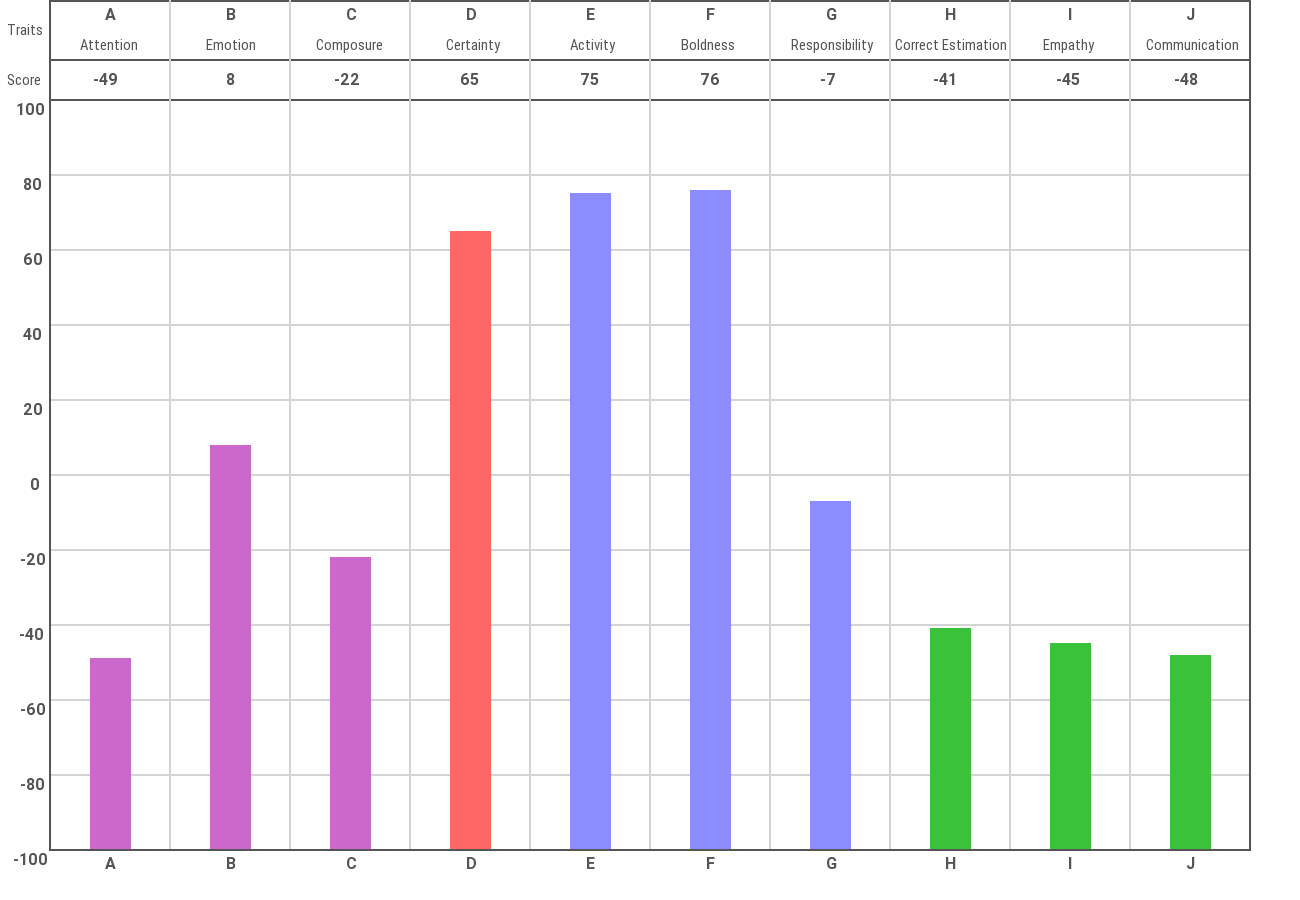 A B C D E F G H I J
Traits
Attention Emotion Composure Certainty Activity Boldness Responsibility Correct Estimation Empathy Communication
Score -49 8 -22 65 75 76 -7 -41 -45 -48
100
80
60
40
20
0
-20
-40
-60
-80
-100
A B C D E F G H I J